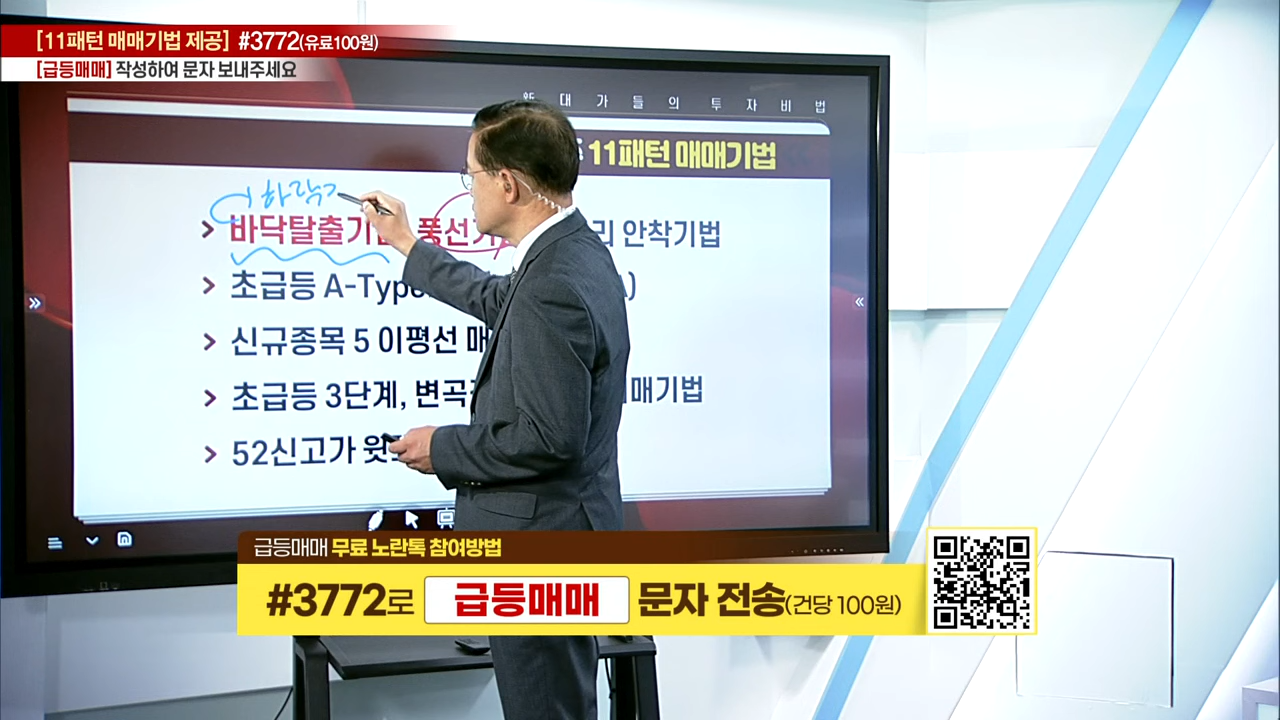 [11패턴 매매기법 제공] #3772(유료100원)
[급등매매] 작성하여 문자 보내주세요
대가들의 투자비법
11패턴 매매기법
하락
바닥탈출기 풍선기 리 안착기법
초급등 A-Type A)
신규종목 5 이평선 매
초급등 3단계, 변곡 매기법
52신고가 윗
급등매매 무료 노란톡 참여방법
#3772로 급등매매 문자 전송(건당 100원)